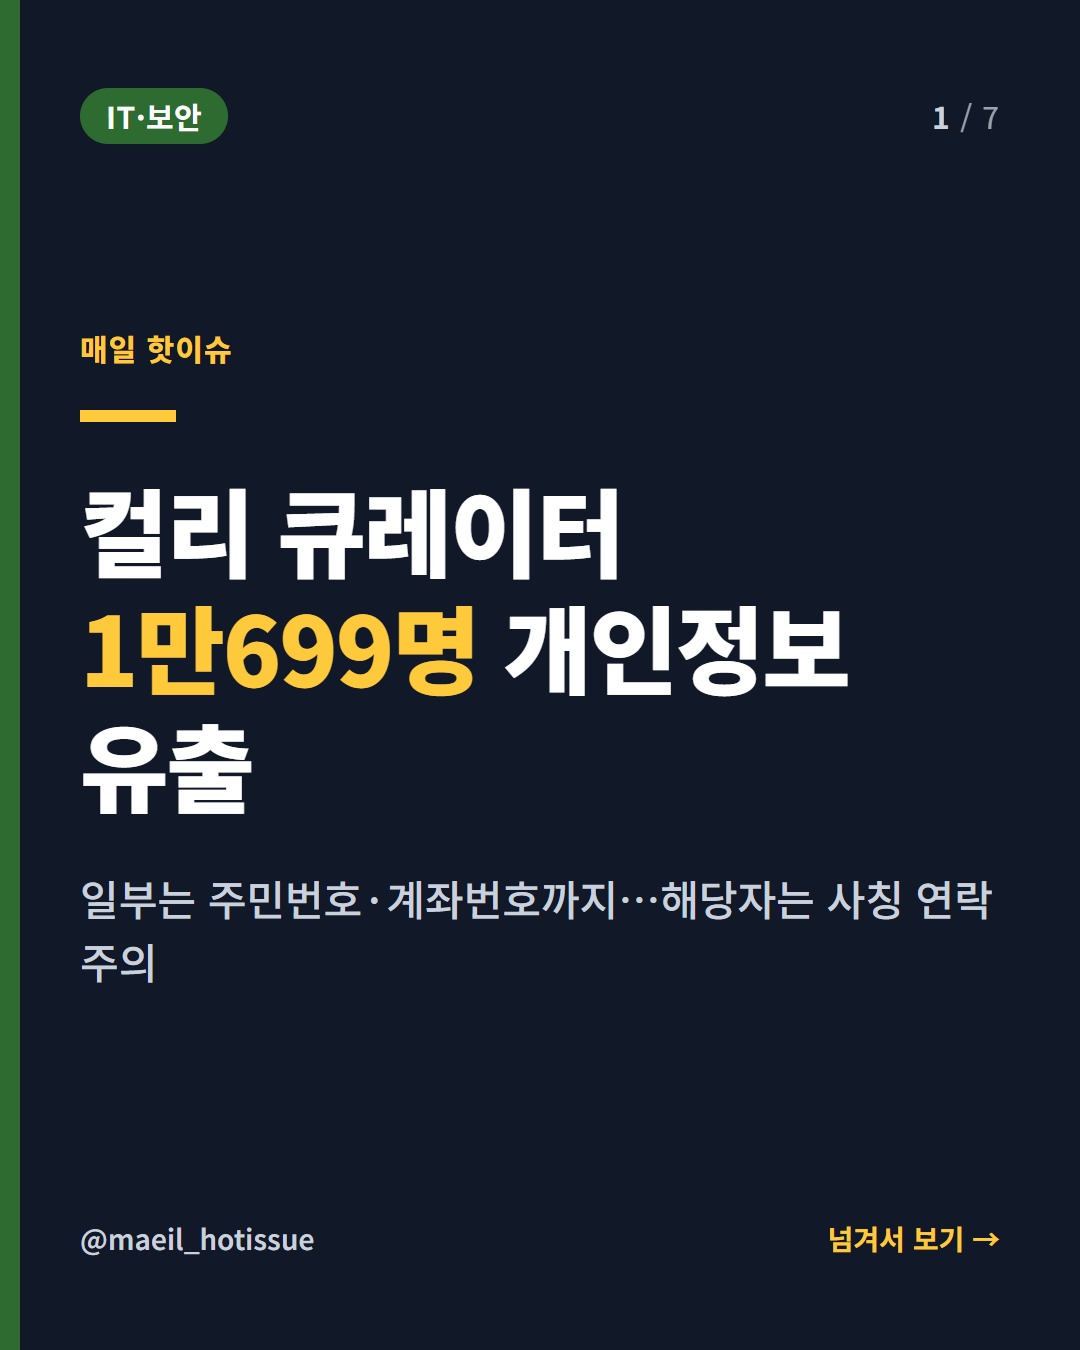 IT·보안
1 / 7
매일 핫이슈
컬리 큐레이터
1만699명 개인정보
유출
일부는 주민번호·계좌번호까지…해당자는 사칭 연락
주의
@maeil_hotissue
넘겨서 보기 →